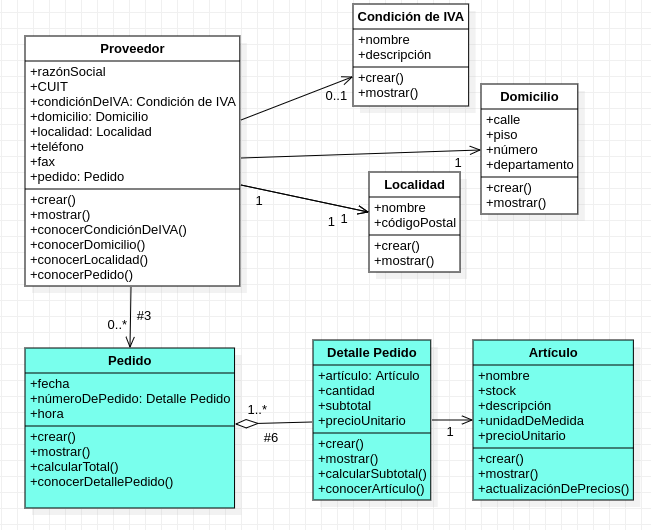 Proveedor
+razónSocial
+CUIT
+condiciónDeIVA: Condición de IVA
+domicilio: Domicilio
+localidad: Localidad
+teléfono
+fax
+pedido: Pedido
+crear()
+mostrar()
+conocerCondiciónDeIVA()
+conocerDomicilio()
+conocerLocalidad()
+conocerPedido()
Condición de IVA
+nombre
+descripción
+crear()
+mostrar()
0..1
Domicilio
+calle
+piso
+número
+departamento
+crear()
+mostrar()
1
Localidad
+nombre
+códigoPostal
+crear()
+mostrar()
1
1 1
#3
0..*
Pedido
+fecha
+númeroDePedido: Detalle Pedido
+hora
+crear()
+mostrar()
+calcularTotal()
+conocerDetallePedido()
1..*
#6
Detalle Pedido
+artículo: Artículo
+cantidad
+subtotal
+precioUnitario
+crear()
+mostrar()
+calcularSubtotal()
+conocerArtículo()
1
Artículo
+nombre
+stock
+descripción
+unidadDeMedida
+precioUnitario
+crear()
+mostrar()
+actualizaciónDePrecios()